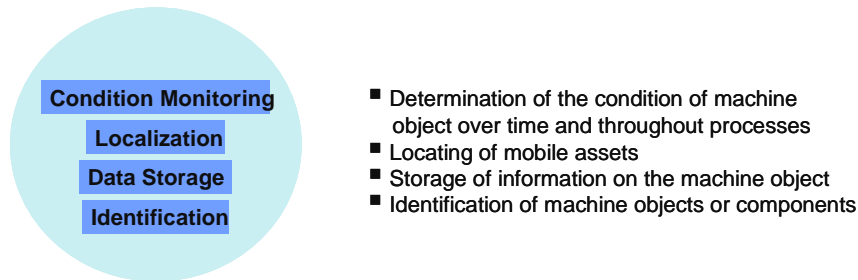 Condition Monitoring
Localization
Data Storage
Identification
▪ Determination of the condition of machine
object over time and throughout processes
▪ Locating of mobile assets
▪ Storage of information on the machine object
▪ Identification of machine objects or components